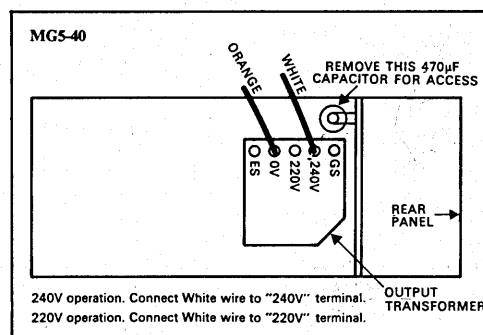 MG5-40
ORANGE
WHITE
REMOVE THIS 470µF
CAPACITOR FOR ACCESS
ES
0V
220V
240V
GS
REAR
PANEL
OUTPUT
TRANSFORMER
240V operation. Connect White wire to "240V" terminal.
220V operation. Connect White wire to "220V" terminal.